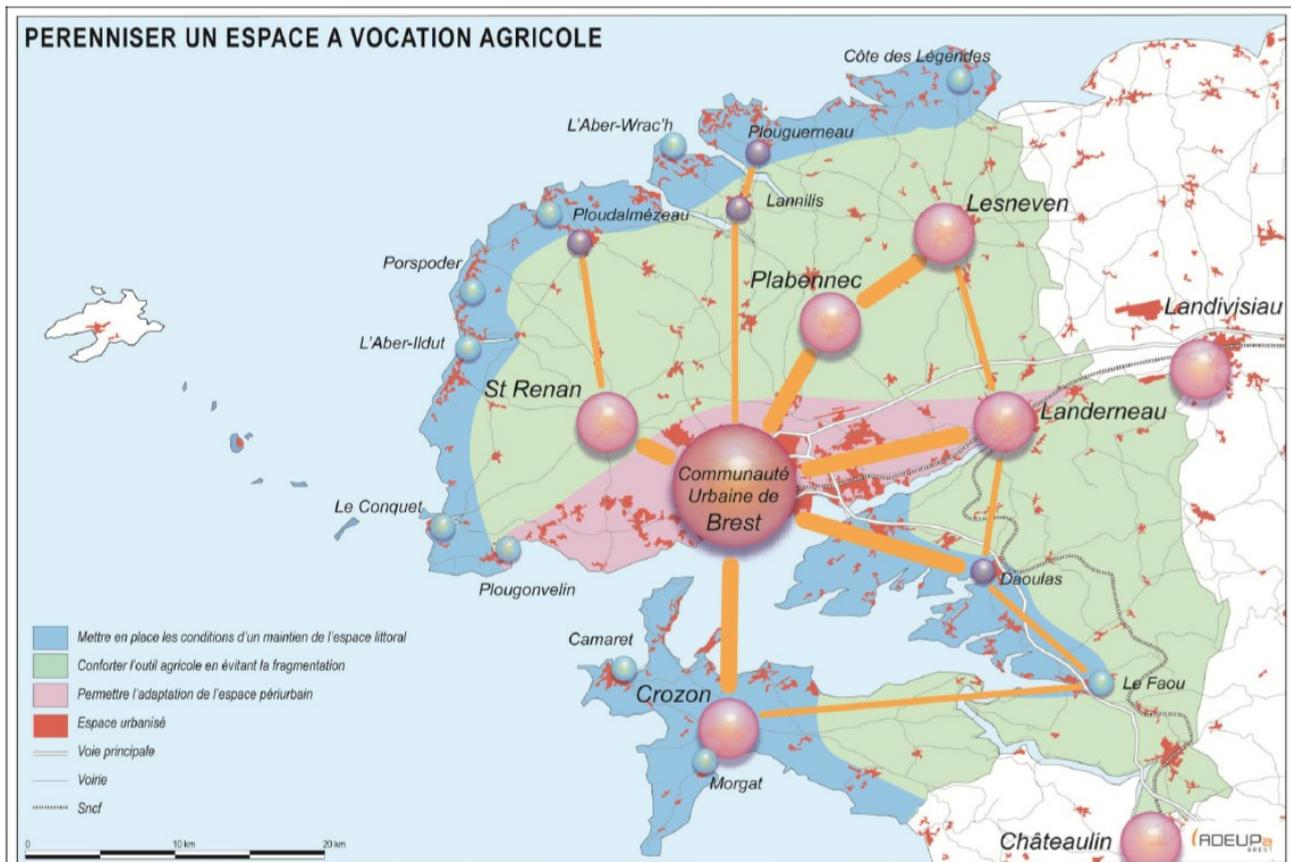 PERENNISER UN ESPACE A VOCATION AGRICOLE
Côte des Légendes
L'Aber-Wrac'h
Plouguerneau
Lannilis
Lesneven
Ploudalmézeau
Porspoder
Plabennec
Landivisiau
L'Aber-Ildut
St Renan
Landerneau
Communauté
Urbaine de
Brest
Le Conquet
Plougonvelin
Daoulas
Camaret
Crozon
Le Faou
Morgat
Châteaulin
Mettre en place les conditions d'un maintien de l'espace littoral
Conforter l'outil agricole en évitant la fragmentation
Permettre l'adaptation de l'espace périurbain
Espace urbanisé
Voie principale
Voirie
Sncf
0 10 km 20 km
ADEUPa
BREST